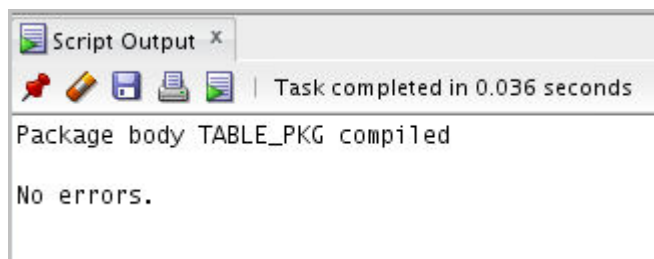 Script Output x
Task completed in 0.036 seconds
Package body TABLE_PKG compiled
No errors.